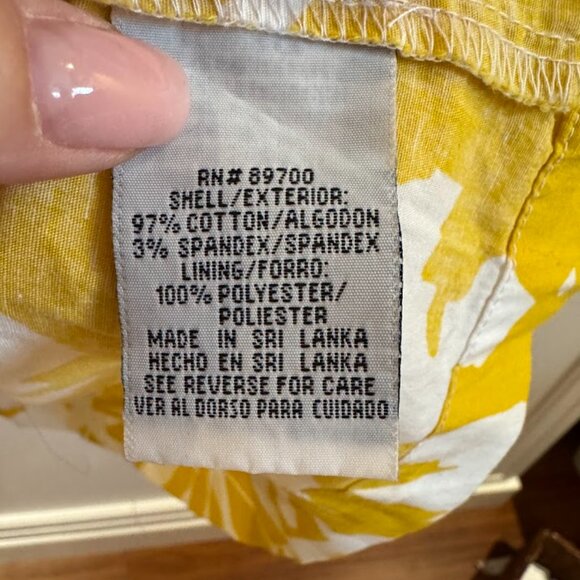 RN# 89700
SHELL/EXTERIOR:
97% COTTON/ALGODON
3% SPANDEX/SPANDEX
LINING/FORRO:
100% POLYESTER/
POLIESTER
MADE IN SRI LANKA
HECHO EN SRI LANKA
SEE REVERSE FOR CARE
VER AL DORSO PARA CUIDADO